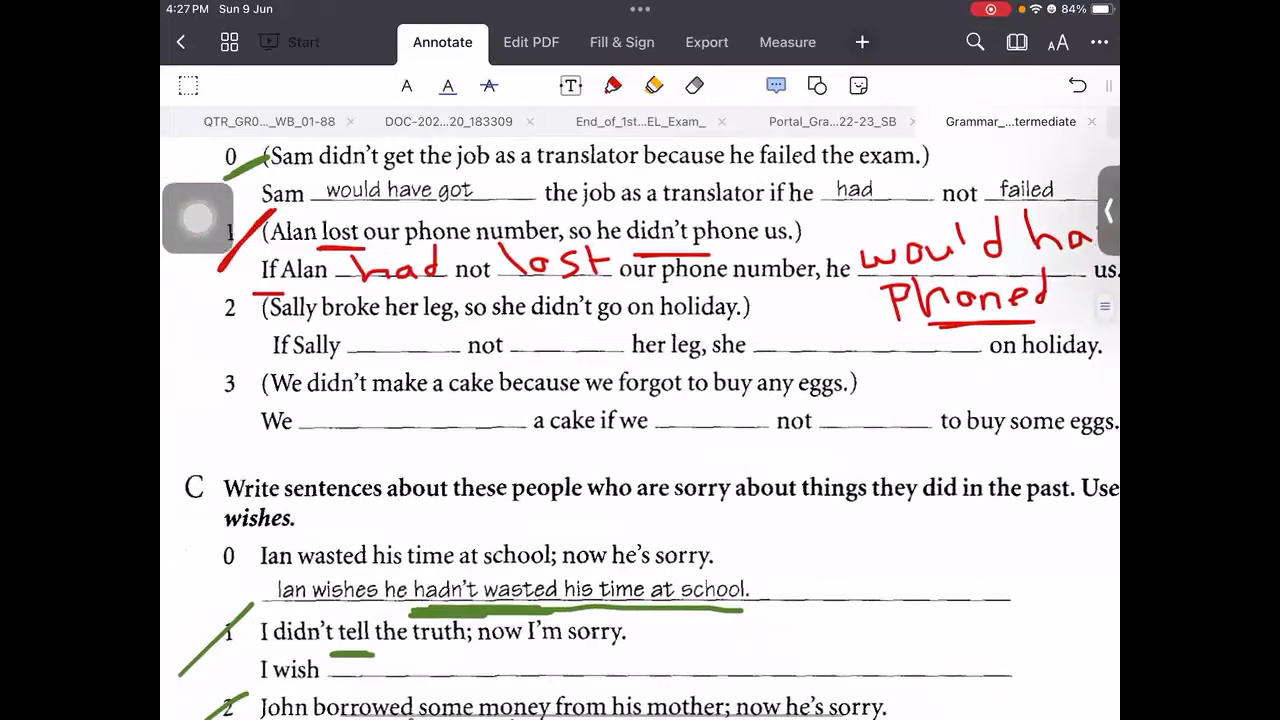 4:27 PM Sun 9 Jun 84%
Start Annotate Edit PDF Fill & Sign Export Measure
QTR_GR0..._WB_01-88 DOC-202...20_183309 End_of_1st...EL_Exam_ Portal_Gra...22-23_SB Grammar_...termediate
0 (Sam didn't get the job as a translator because he failed the exam.)
Sam would have got the job as a translator if he had not failed
1 (Alan lost our phone number, so he didn't phone us.)
If Alan had not lost our phone number, he would ha us.
Phoned
2 (Sally broke her leg, so she didn't go on holiday.)
If Sally ________ not ________ her leg, she ________________ on holiday.
3 (We didn't make a cake because we forgot to buy any eggs.)
We ________________ a cake if we ________ not ________ to buy some eggs.
C Write sentences about these people who are sorry about things they did in the past. Use
wishes.
0 Ian wasted his time at school; now he's sorry.
Ian wishes he hadn't wasted his time at school.
1 I didn't tell the truth; now I'm sorry.
I wish ________________
2 John borrowed some money from his mother; now he's sorry.